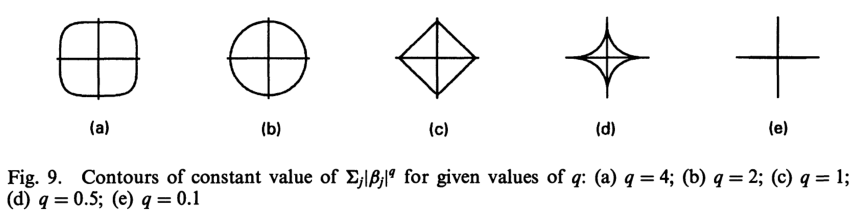 (a) (b) (c) (d) (e)
Fig. 9. Contours of constant value of Σⱼ|βⱼ|^q for given values of q: (a) q = 4; (b) q = 2; (c) q = 1;
(d) q = 0.5; (e) q = 0.1